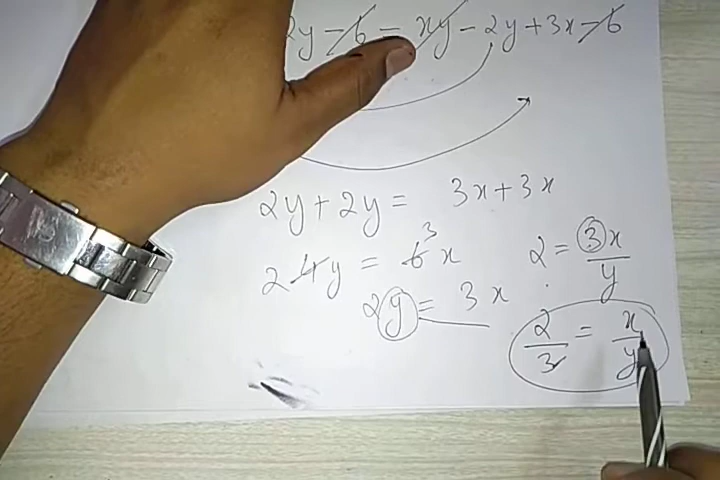 2y - 6 = xy - 2y + 3x - 6
2y + 2y = 3x + 3x
2 4y = 6 3 x
2y = 3x
2 = 3x/y
2/3 = x/y